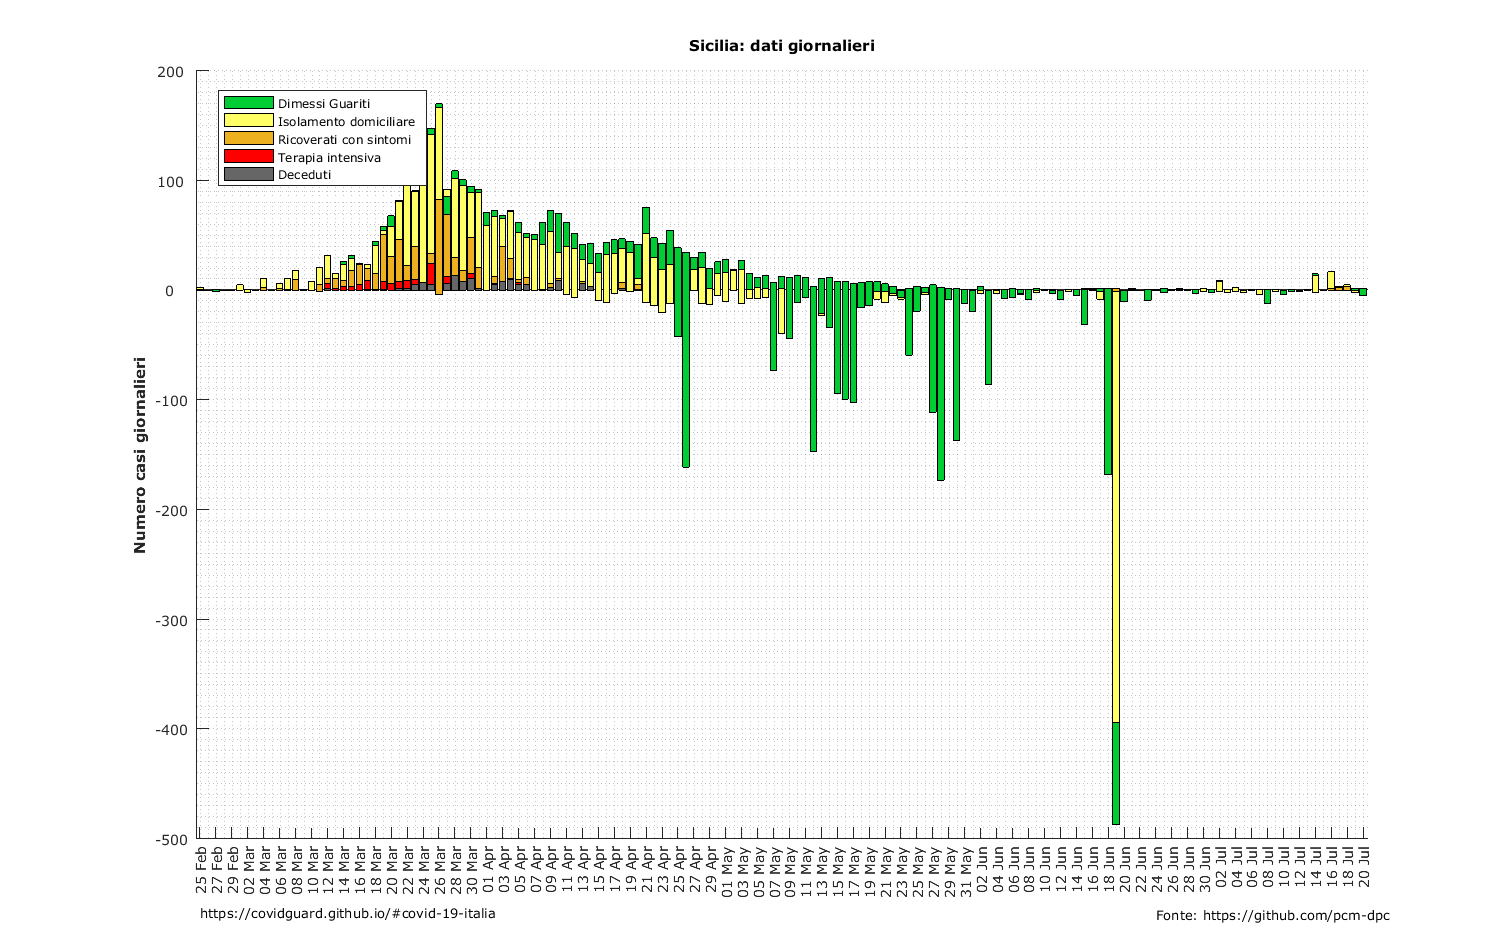 Sicilia: dati giornalieri
200
100
0
-100
-200
-300
-400
-500
Numero casi giornalieri
Dimessi Guariti
Isolamento domiciliare
Ricoverati con sintomi
Terapia intensiva
Deceduti
25 Feb
27 Feb
29 Feb
02 Mar
04 Mar
06 Mar
08 Mar
10 Mar
12 Mar
14 Mar
16 Mar
18 Mar
20 Mar
22 Mar
24 Mar
26 Mar
28 Mar
30 Mar
01 Apr
03 Apr
05 Apr
07 Apr
09 Apr
11 Apr
13 Apr
15 Apr
17 Apr
19 Apr
21 Apr
23 Apr
25 Apr
27 Apr
29 Apr
01 May
03 May
05 May
07 May
09 May
11 May
13 May
15 May
17 May
19 May
21 May
23 May
25 May
27 May
29 May
31 May
02 Jun
04 Jun
06 Jun
08 Jun
10 Jun
12 Jun
14 Jun
16 Jun
18 Jun
20 Jun
22 Jun
24 Jun
26 Jun
28 Jun
30 Jun
02 Jul
04 Jul
06 Jul
08 Jul
10 Jul
12 Jul
14 Jul
16 Jul
18 Jul
20 Jul
https://covidguard.github.io/#covid-19-italia
Fonte: https://github.com/pcm-dpc